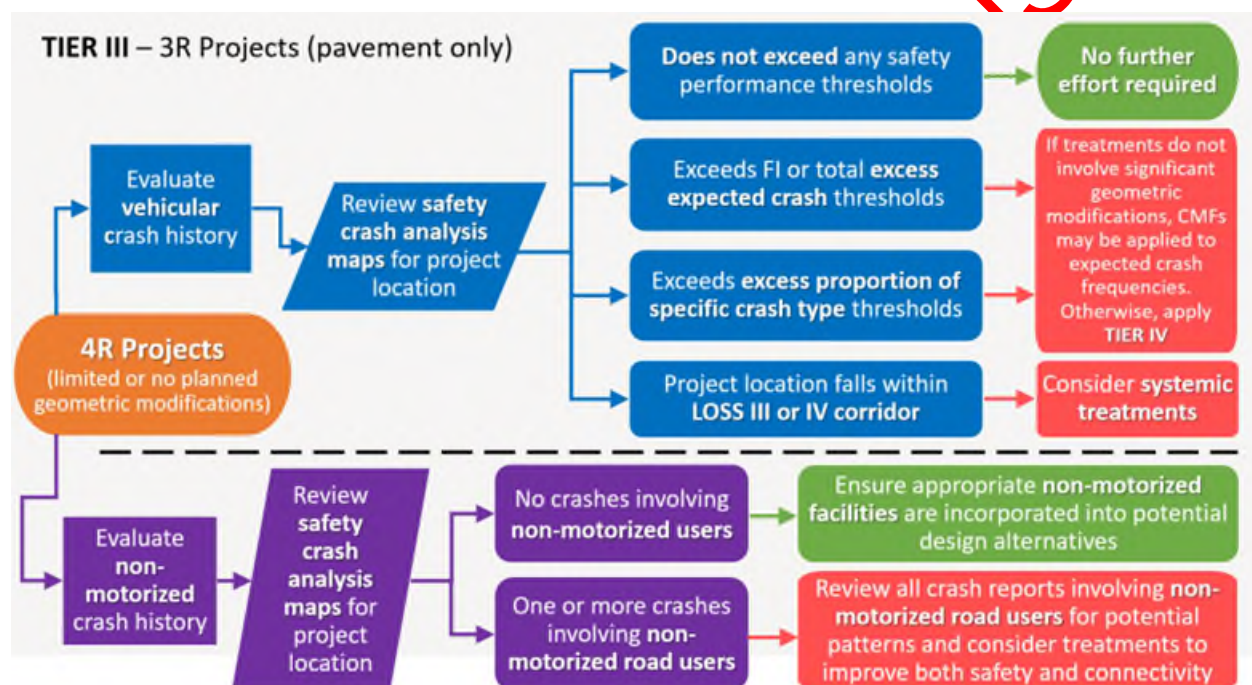 TIER III – 3R Projects (pavement only)
Evaluate
vehicular
crash history
Review safety
crash analysis
maps for project
location
Does not exceed any safety
performance thresholds
No further
effort required
Exceeds FI or total excess
expected crash thresholds
Exceeds excess proportion of
specific crash type thresholds
If treatments do not
involve significant
geometric
modifications, CMFs
may be applied to
expected crash
frequencies.
Otherwise, apply
TIER IV
Project location falls within
LOSS III or IV corridor
Consider systemic
treatments
4R Projects
(limited or no planned
geometric modifications)
Evaluate
non-
motorized
crash history
Review
safety
crash
analysis
maps for
project
location
No crashes involving
non-motorized users
Ensure appropriate non-motorized
facilities are incorporated into potential
design alternatives
One or more crashes
involving non-
motorized road users
Review all crash reports involving non-
motorized road users for potential
patterns and consider treatments to
improve both safety and connectivity